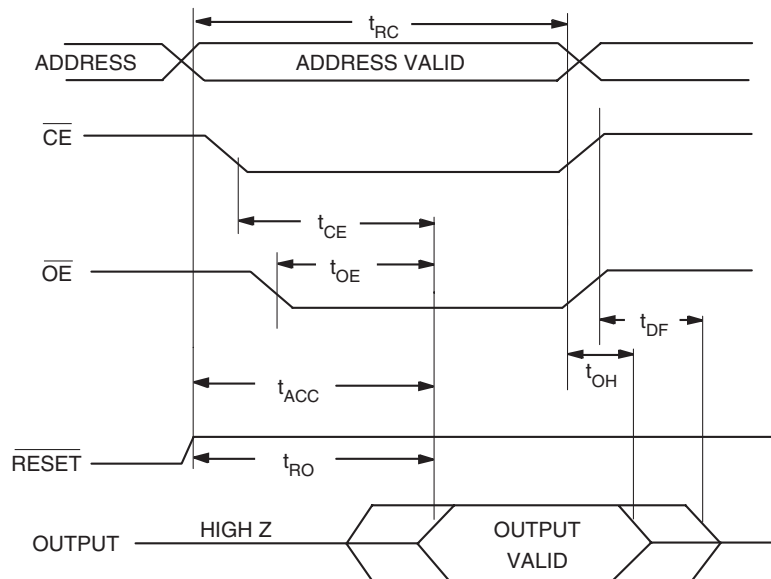 tRC
ADDRESS
ADDRESS VALID
CE
tCE
OE
tOE
tDF
tOH
tACC
RESET
tRO
OUTPUT
HIGH Z
OUTPUT
VALID